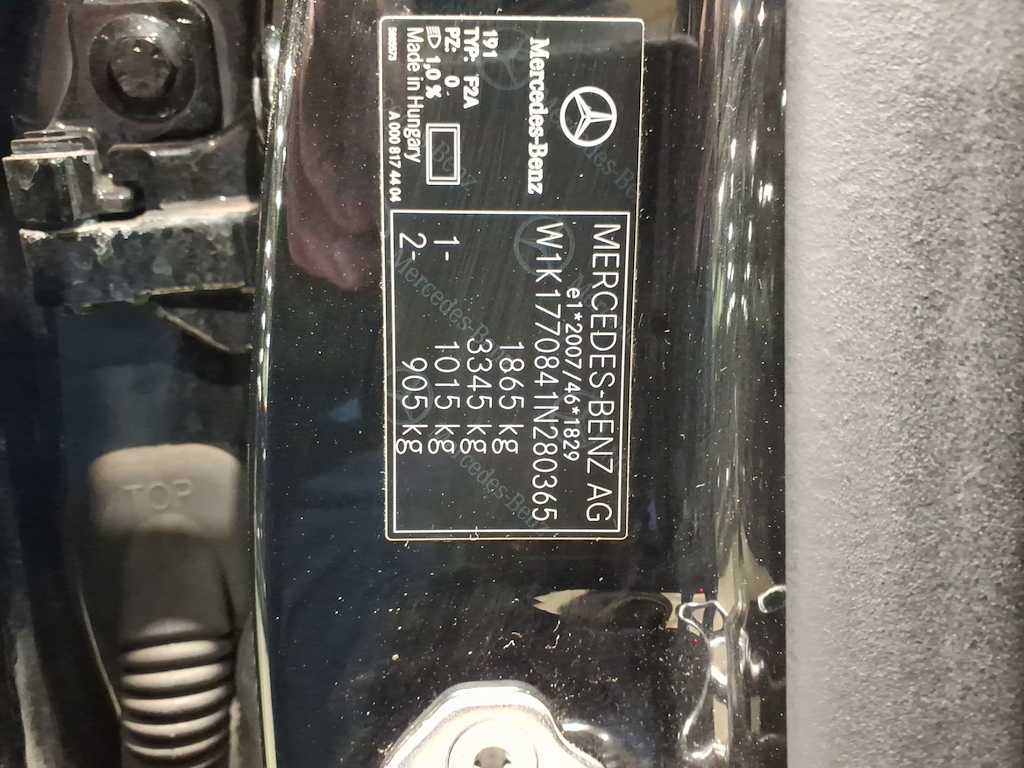 Mercedes-Benz
191
TYP: F2A
PZ: 0
1,0 %
Made in Hungary
A 000 817 44 04
MERCEDES-BENZ AG
e1*2007/46*1829
W1K1770841N280365
1865 kg
3345 kg
1- 1015 kg
2- 905 kg
TOP